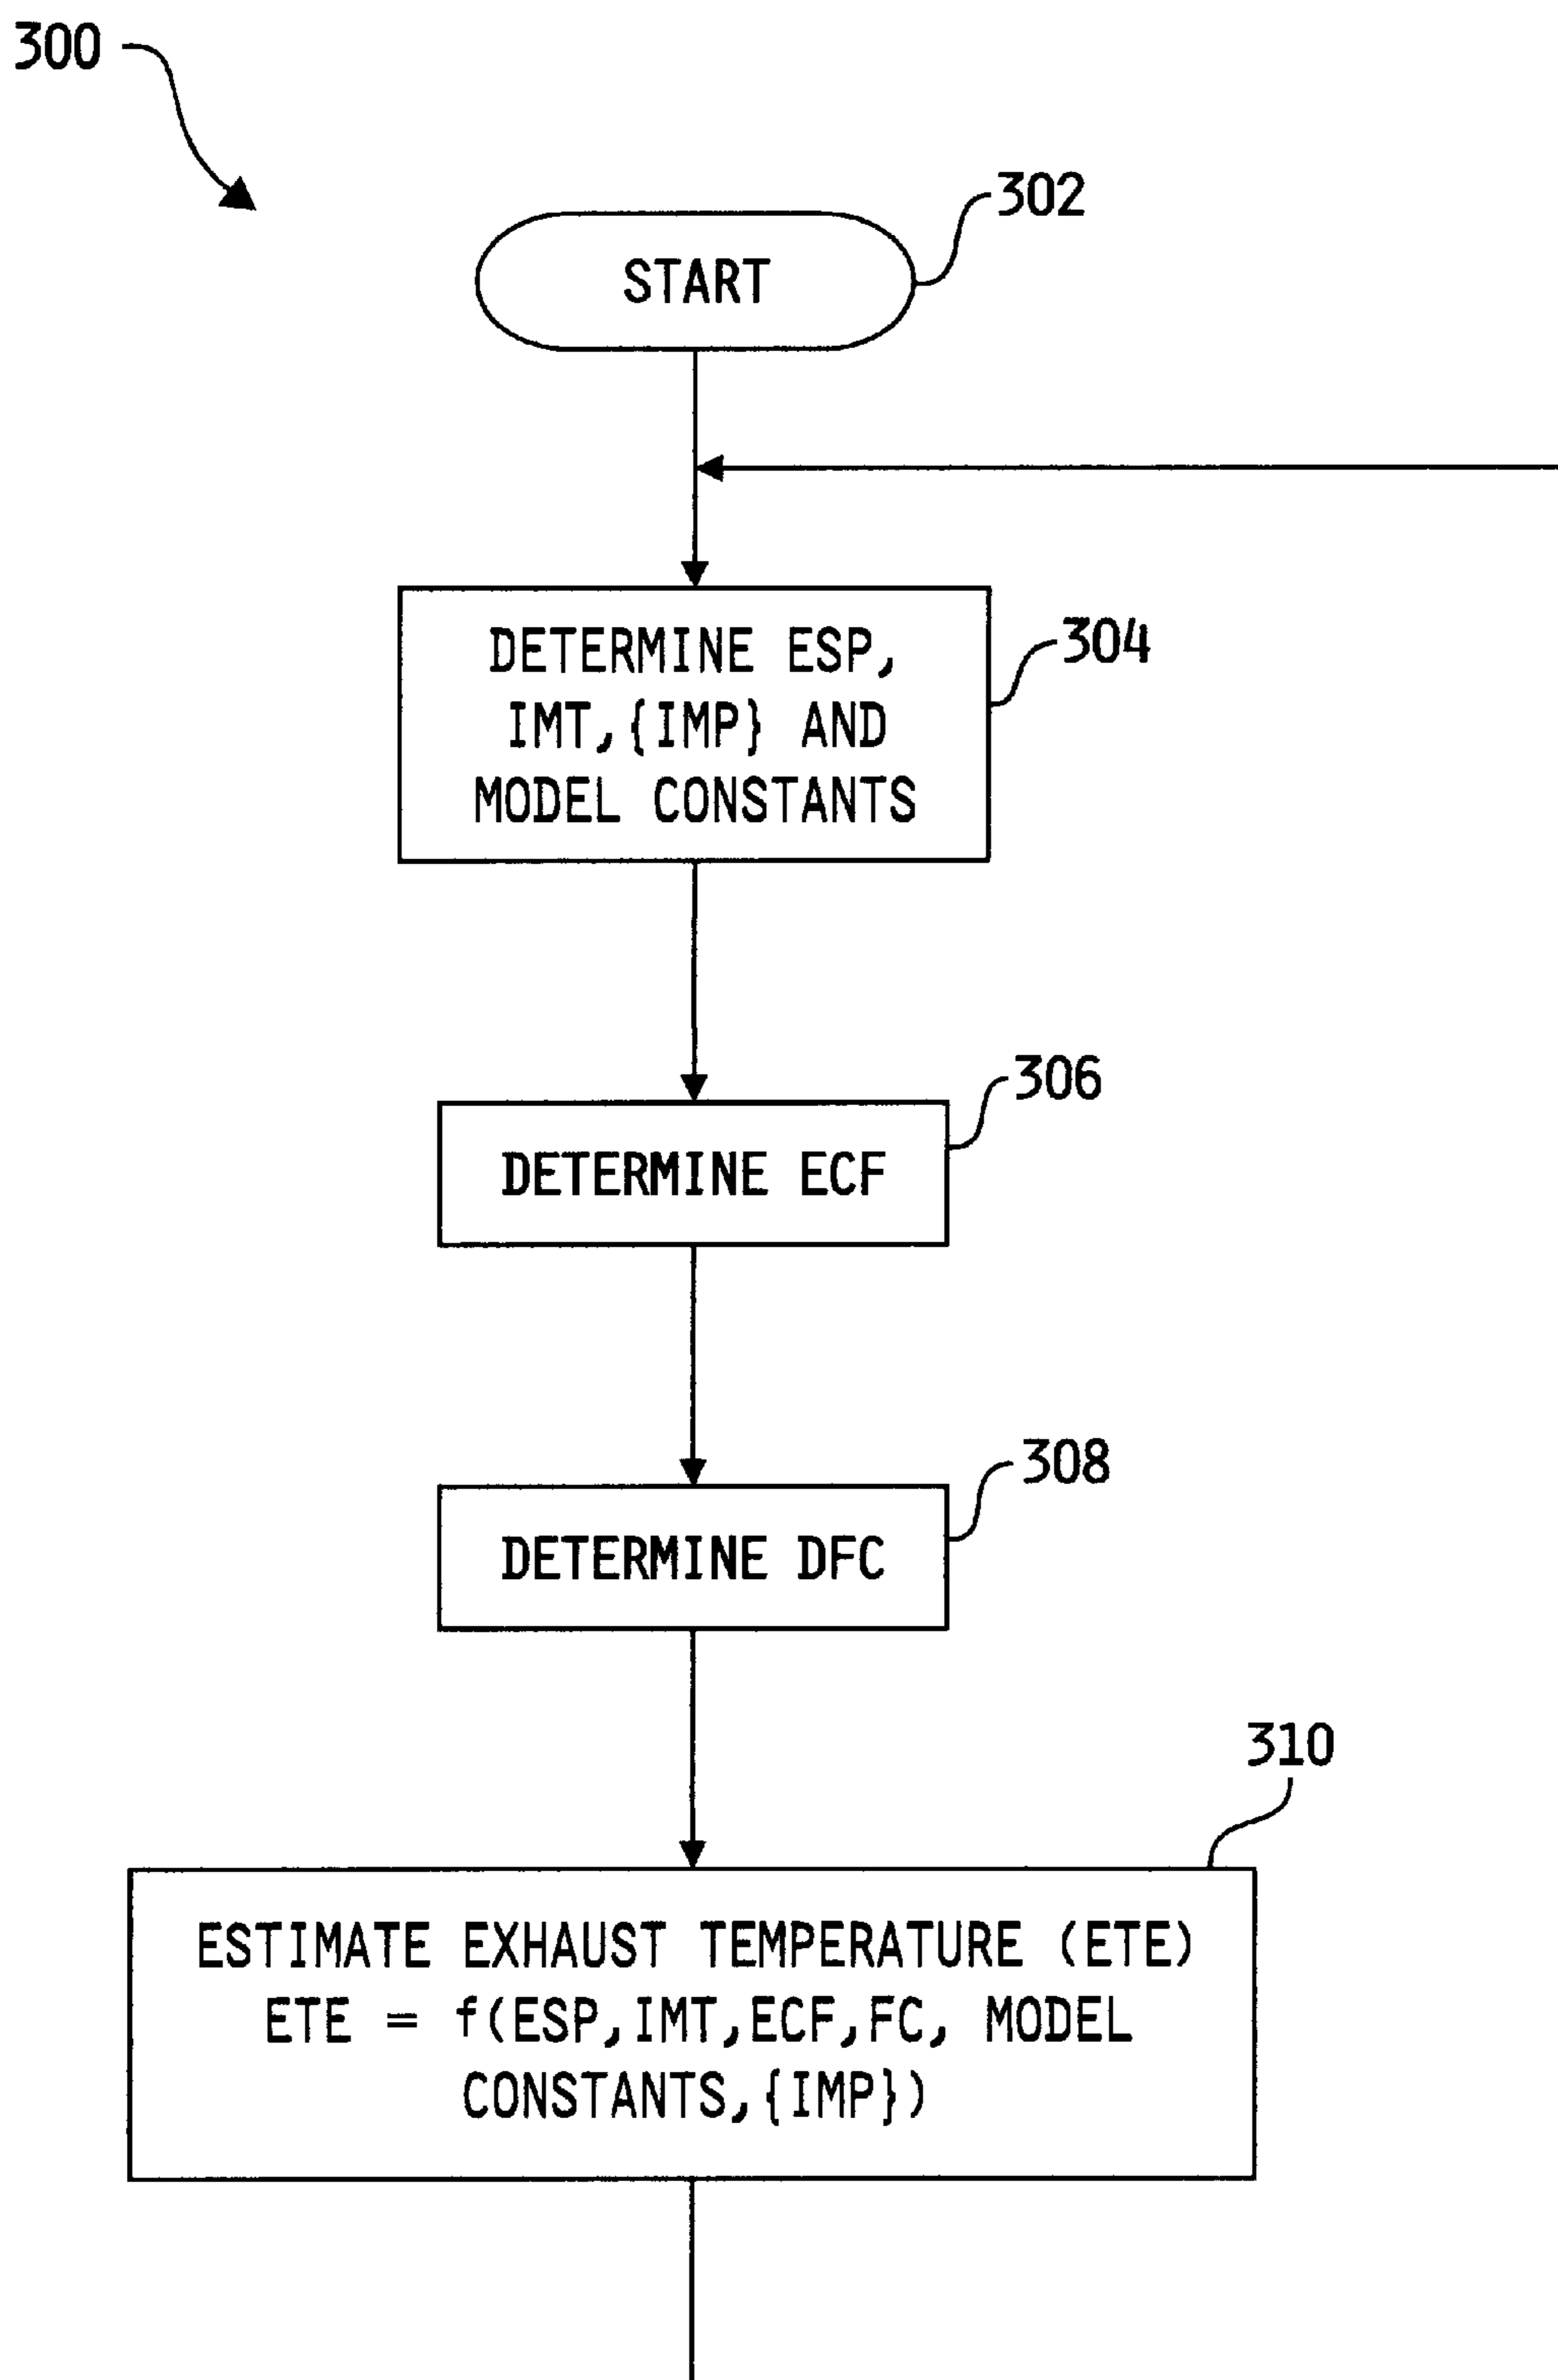 300
302
START
DETERMINE ESP,
IMT,{IMP} AND
MODEL CONSTANTS
304
306
DETERMINE ECF
308
DETERMINE DFC
310
ESTIMATE EXHAUST TEMPERATURE (ETE)
ETE = f(ESP,IMT,ECF,FC, MODEL
CONSTANTS,{IMP})